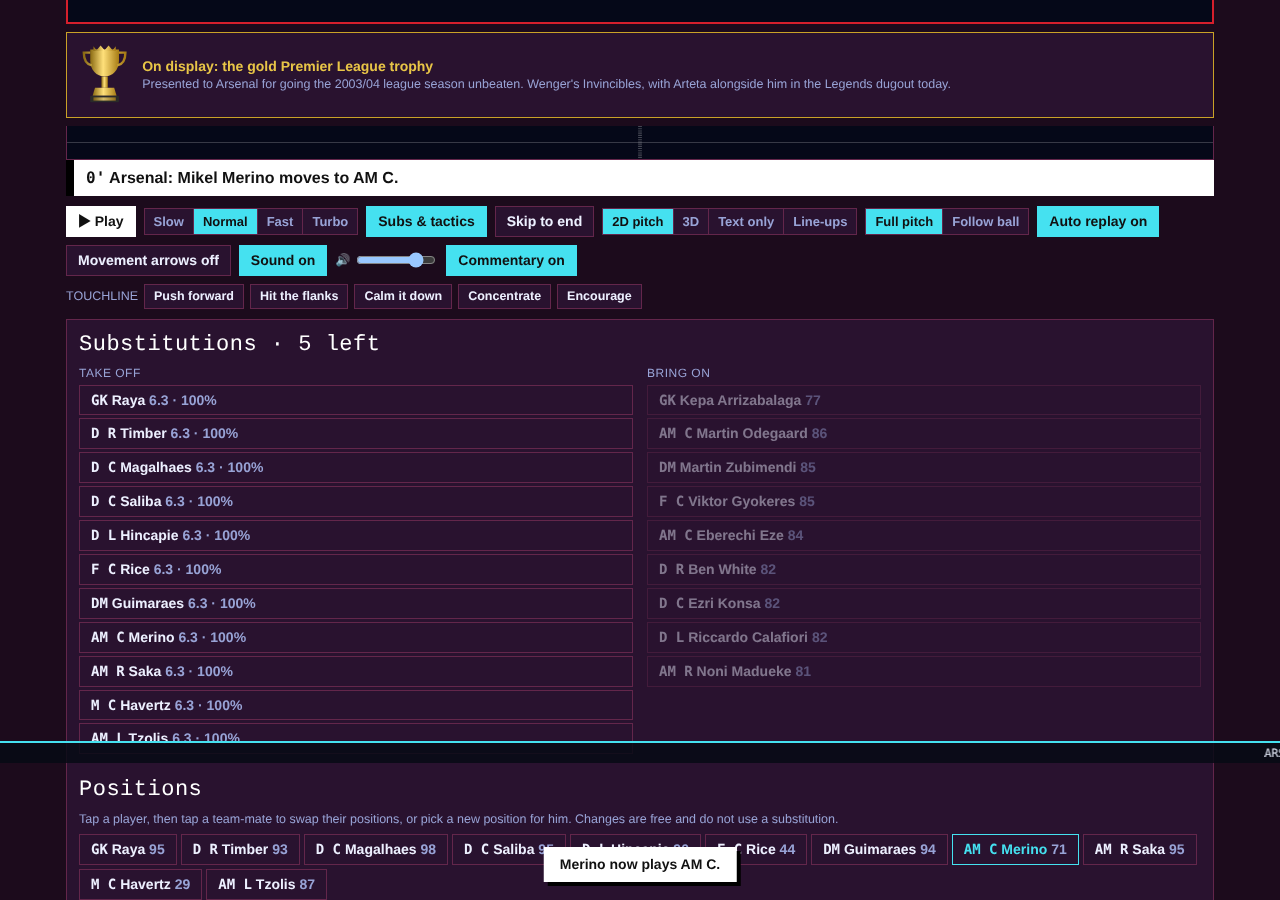 On display: the gold Premier League trophy
Presented to Arsenal for going the 2003/04 league season unbeaten. Wenger's Invincibles, with Arteta alongside him in the Legends dugout today.
0' Arsenal: Mikel Merino moves to AM C.
▶ Play Slow Normal Fast Turbo Subs & tactics Skip to end 2D pitch 3D Text only Line-ups Full pitch Follow ball Auto replay on
Movement arrows off Sound on Commentary on
TOUCHLINE Push forward Hit the flanks Calm it down Concentrate Encourage
Substitutions · 5 left
TAKE OFF
GK Raya 6.3 · 100%
D R Timber 6.3 · 100%
D C Magalhaes 6.3 · 100%
D C Saliba 6.3 · 100%
D L Hincapie 6.3 · 100%
F C Rice 6.3 · 100%
DM Guimaraes 6.3 · 100%
AM C Merino 6.3 · 100%
AM R Saka 6.3 · 100%
M C Havertz 6.3 · 100%
AM L Tzolis 6.3 · 100%
BRING ON
GK Kepa Arrizabalaga 77
AM C Martin Odegaard 86
DM Martin Zubimendi 85
F C Viktor Gyokeres 85
AM C Eberechi Eze 84
D R Ben White 82
D C Ezri Konsa 82
D L Riccardo Calafiori 82
AM R Noni Madueke 81
Positions
Tap a player, then tap a team-mate to swap their positions, or pick a new position for him. Changes are free and do not use a substitution.
GK Raya 95 D R Timber 93 D C Magalhaes 98 D C Saliba Rice 44 DM Guimaraes 94 AM C Merino 71 AM R Saka 95
Merino now plays AM C.
M C Havertz 29 AM L Tzolis 87